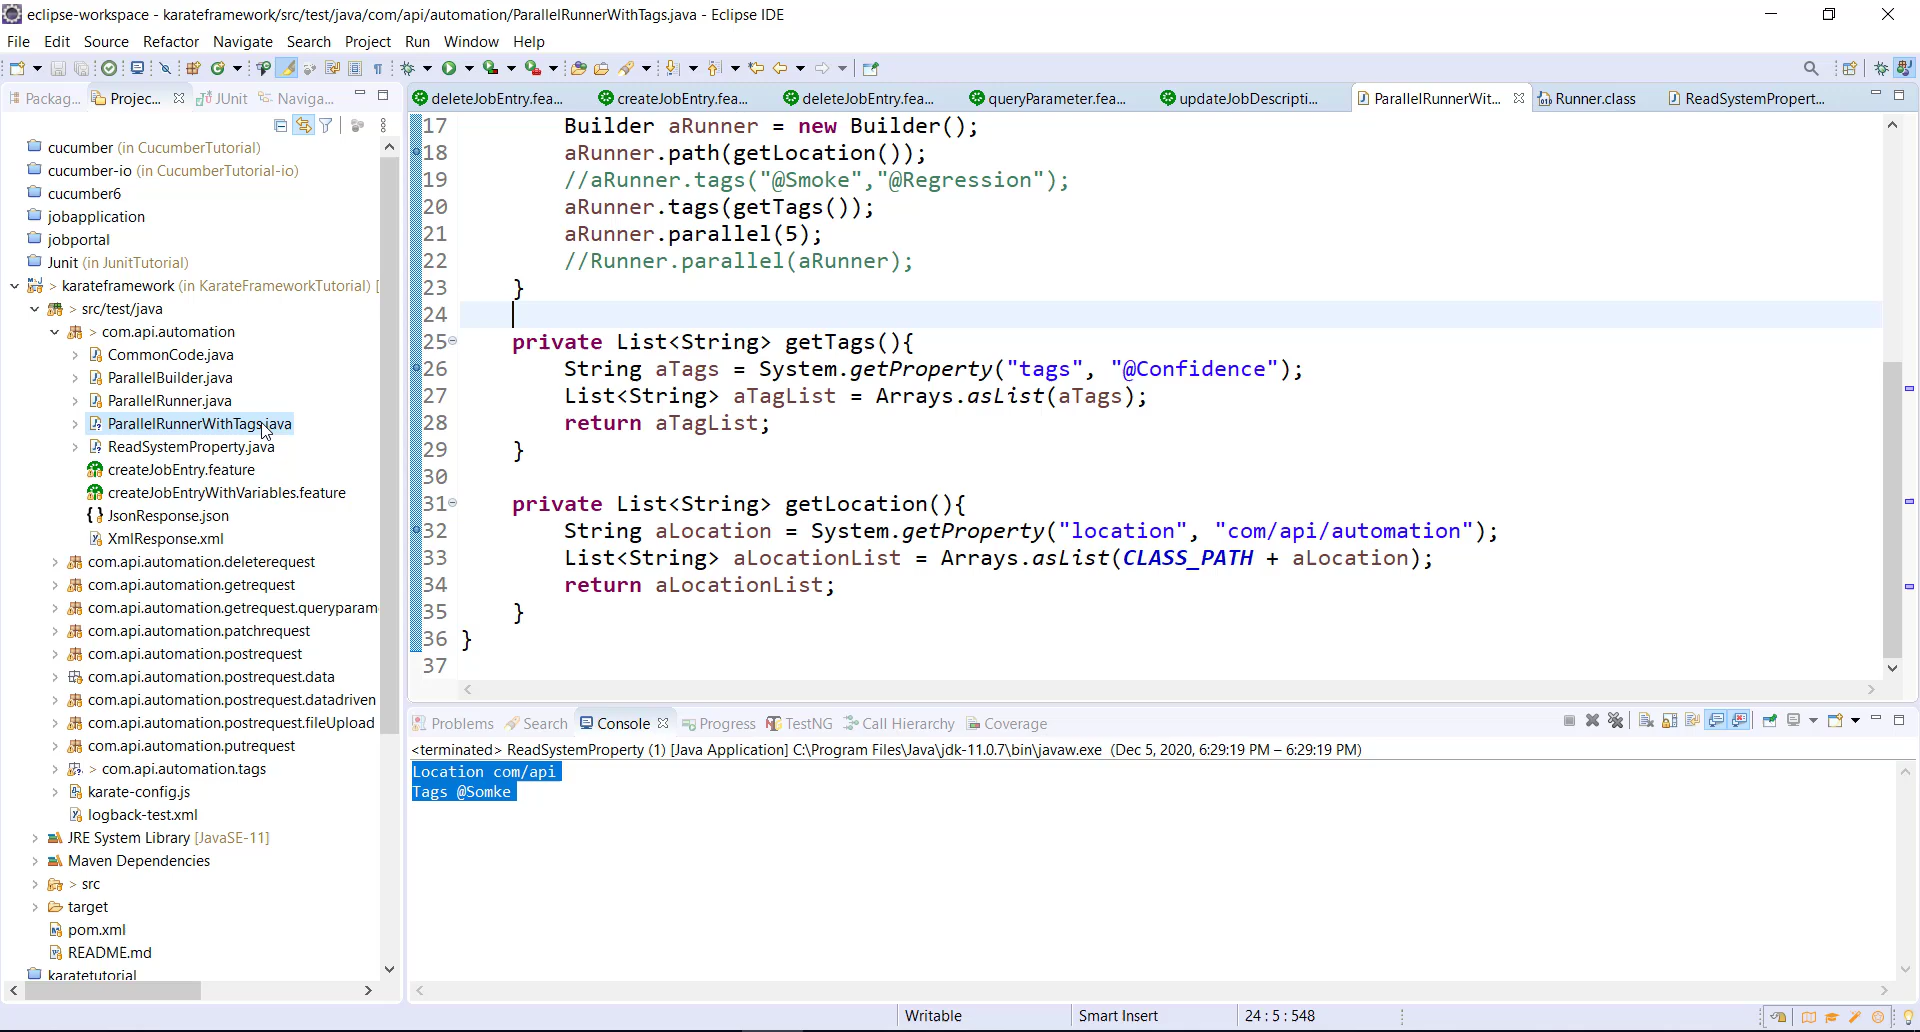 eclipse-workspace - karateframework/src/test/java/com/api/automation/ParallelRunnerWithTags.java - Eclipse IDE
File Edit Source Refactor Navigate Search Project Run Window Help
Packag... Projec... JUnit Naviga...
deleteJobEntry.fea... createJobEntry.fea... deleteJobEntry.fea... queryParameter.fea... updateJobDescripti... ParallelRunnerWit... Runner.class ReadSystemPropert...
cucumber (in CucumberTutorial)
cucumber-io (in CucumberTutorial-io)
cucumber6
jobapplication
jobportal
Junit (in JunitTutorial)
> karateframework (in KarateFrameworkTutorial) [
> src/test/java
> com.api.automation
CommonCode.java
ParallelBuilder.java
ParallelRunner.java
ParallelRunnerWithTags.java
ReadSystemProperty.java
createJobEntry.feature
createJobEntryWithVariables.feature
JsonResponse.json
XmlResponse.xml
com.api.automation.deleterequest
com.api.automation.getrequest
com.api.automation.getrequest.queryparam
com.api.automation.patchrequest
com.api.automation.postrequest
com.api.automation.postrequest.data
com.api.automation.postrequest.datadriven
com.api.automation.postrequest.fileUpload
com.api.automation.putrequest
> com.api.automation.tags
karate-config.js
logback-test.xml
JRE System Library [JavaSE-11]
Maven Dependencies
> src
target
pom.xml
README.md
karatetutorial
17 Builder aRunner = new Builder();
18 aRunner.path(getLocation());
19 //aRunner.tags("@Smoke","@Regression");
20 aRunner.tags(getTags());
21 aRunner.parallel(5);
22 //Runner.parallel(aRunner);
23 }
24
25 private List<String> getTags(){
26 String aTags = System.getProperty("tags", "@Confidence");
27 List<String> aTagList = Arrays.asList(aTags);
28 return aTagList;
29 }
30
31 private List<String> getLocation(){
32 String aLocation = System.getProperty("location", "com/api/automation");
33 List<String> aLocationList = Arrays.asList(CLASS_PATH + aLocation);
34 return aLocationList;
35 }
36 }
37
Problems Search Console Progress TestNG Call Hierarchy Coverage
<terminated> ReadSystemProperty (1) [Java Application] C:\Program Files\Java\jdk-11.0.7\bin\javaw.exe (Dec 5, 2020, 6:29:19 PM – 6:29:19 PM)
Location com/api
Tags @Somke
Writable Smart Insert 24 : 5 : 548